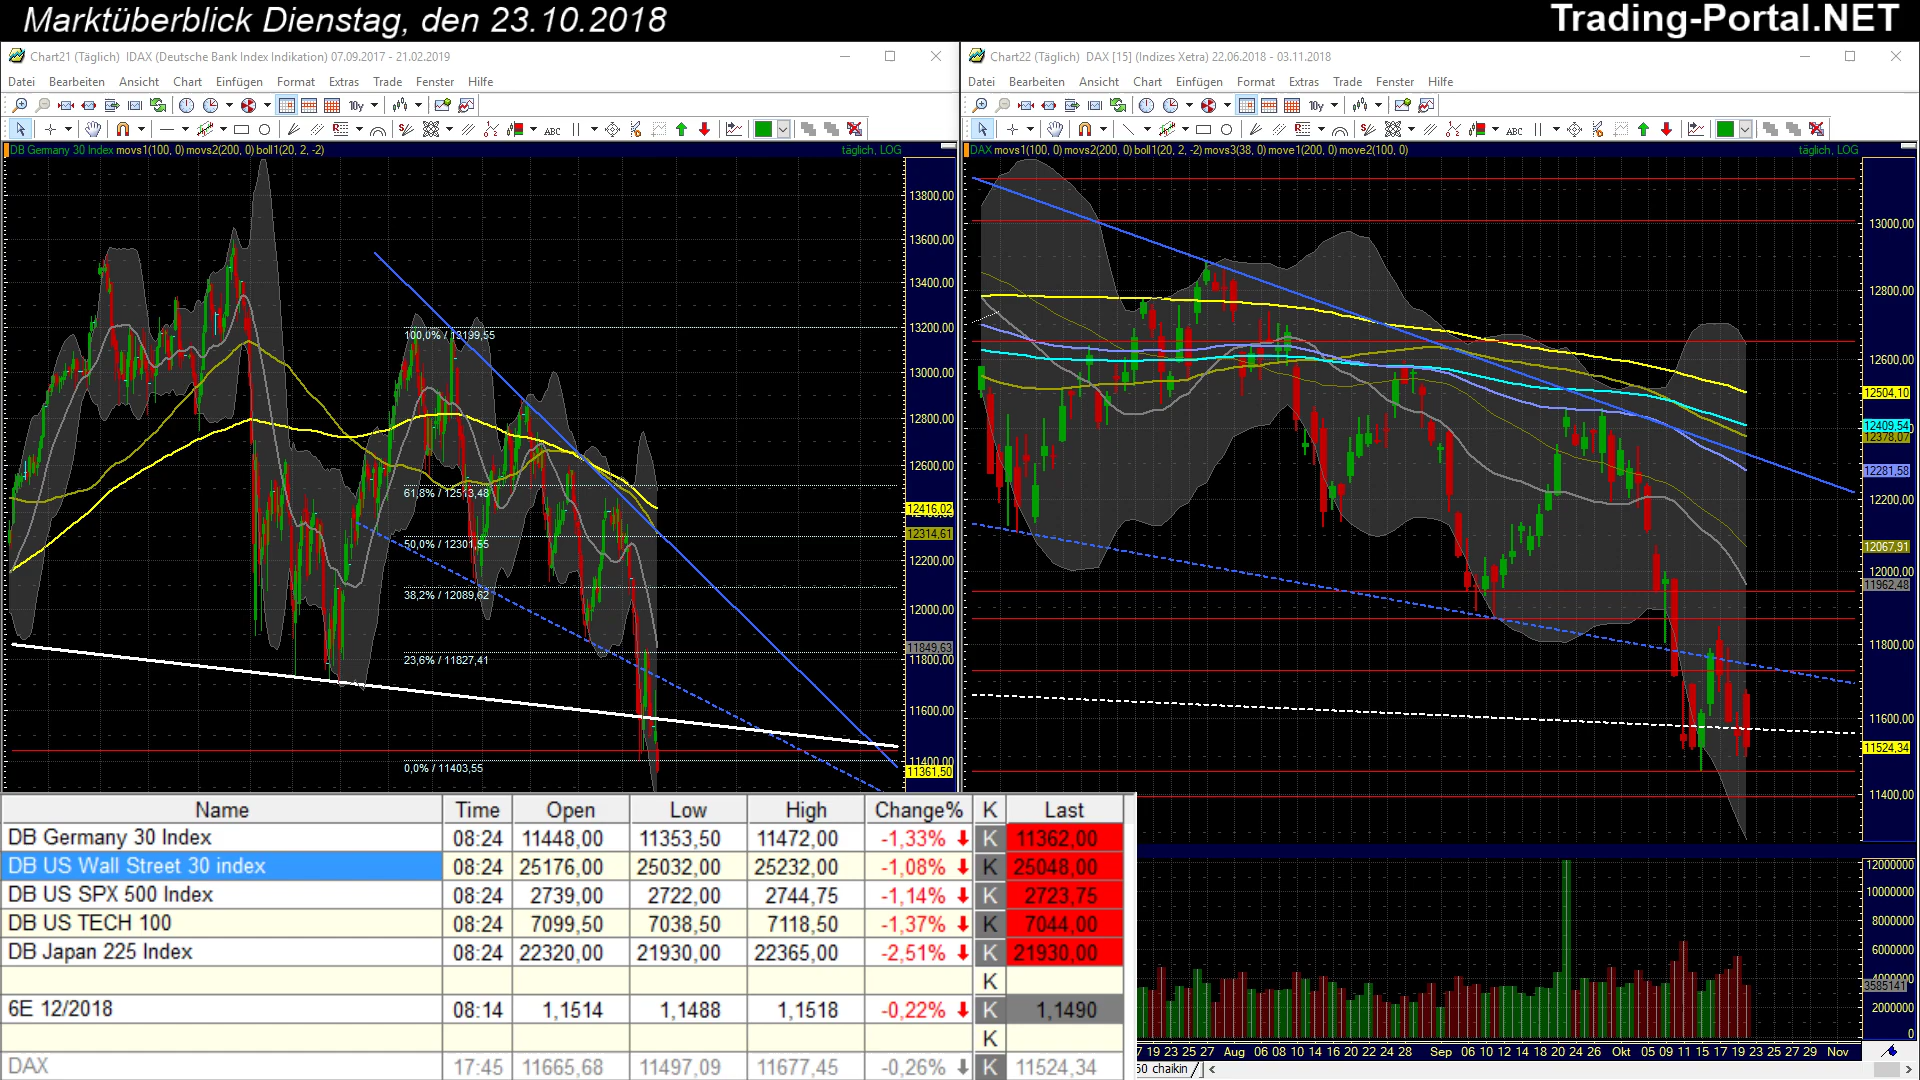 Marktüberblick Dienstag, den 23.10.2018
Trading-Portal.NET
Chart21 (Täglich) IDAX (Deutsche Bank Index Indikation) 07.09.2017 - 21.02.2019
Datei Bearbeiten Ansicht Chart Einfügen Format Extras Trade Fenster Hilfe
10y
ABC
DB Germany 30 Index movs1(100, 0) movs2(200, 0) boll1(20, 2, -2)
täglich, LOG
13800,00
13600,00
13400,00
13200,00
13000,00
12800,00
12600,00
12416,02
12314,61
12200,00
12000,00
11849,63
11800,00
11600,00
11400,00
11361,50
100,0% / 13199,55
61,8% / 12513,48
50,0% / 12301,55
38,2% / 12089,62
23,6% / 11827,41
0,0% / 11403,55
Chart22 (Täglich) DAX [15] (Indizes Xetra) 22.06.2018 - 03.11.2018
Datei Bearbeiten Ansicht Chart Einfügen Format Extras Trade Fenster Hilfe
10y
ABC
DAX movs1(100, 0) movs2(200, 0) boll1(20, 2, -2) movs3(38, 0) move1(200, 0) move2(100, 0)
täglich, LOG
13000,00
12800,00
12600,00
12504,10
12409,54
12378,07
12281,58
12200,00
12067,91
12000,00
11962,48
11800,00
11600,00
11524,34
11400,00
12000000
10000000
8000000
6000000
4000000
3585141
2000000
0
19 23 25 27 Aug 06 08 10 14 16 20 22 24 28 Sep 06 10 12 14 18 20 24 26 Okt 05 09 11 15 17 19 23 25 27 29 Nov
50 chaikin
Name Time Open Low High Change% K Last
DB Germany 30 Index 08:24 11448,00 11353,50 11472,00 -1,33% K 11362,00
DB US Wall Street 30 index 08:24 25176,00 25032,00 25232,00 -1,08% K 25048,00
DB US SPX 500 Index 08:24 2739,00 2722,00 2744,75 -1,14% K 2723,75
DB US TECH 100 08:24 7099,50 7038,50 7118,50 -1,37% K 7044,00
DB Japan 225 Index 08:24 22320,00 21930,00 22365,00 -2,51% K 21930,00
K
6E 12/2018 08:14 1,1514 1,1488 1,1518 -0,22% K 1,1490
K
DAX 17:45 11665,68 11497,09 11677,45 -0,26% K 11524,34